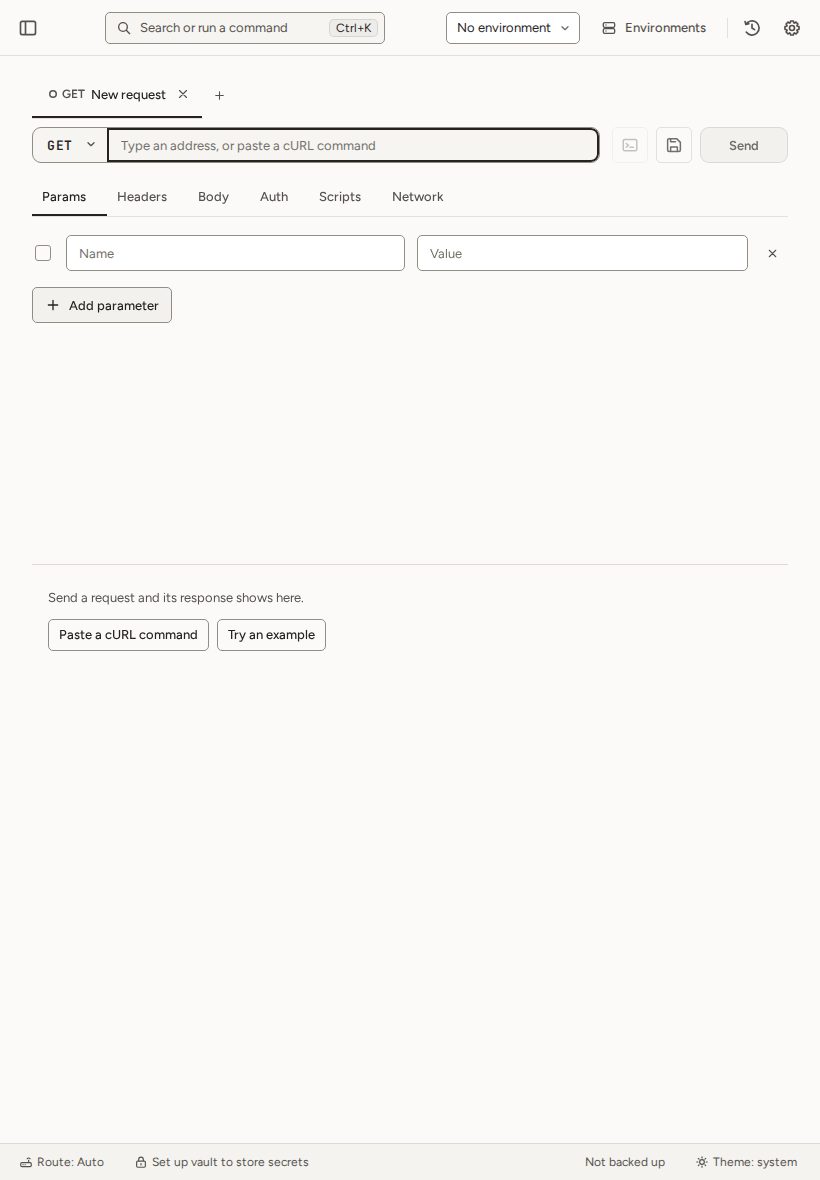 Search or run a command Ctrl+K No environment Environments
GET New request
GET Type an address, or paste a cURL command Send
Params Headers Body Auth Scripts Network
Name Value
Add parameter
Send a request and its response shows here.
Paste a cURL command Try an example
Route: Auto Set up vault to store secrets Not backed up Theme: system